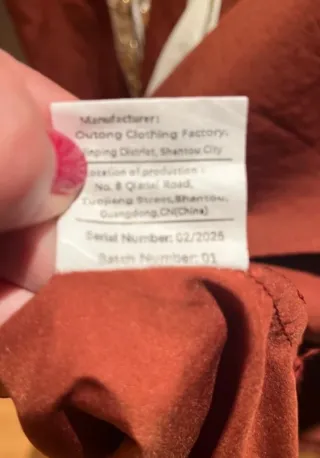 Manufacturer:
Outong Clothing Factory,
Jinping District, Shantou City
Location of production :
No. 8 Road,
Street, Shantou,
Guangdong,CN(China)
Serial Number: 02/2025
Batch Number: 01